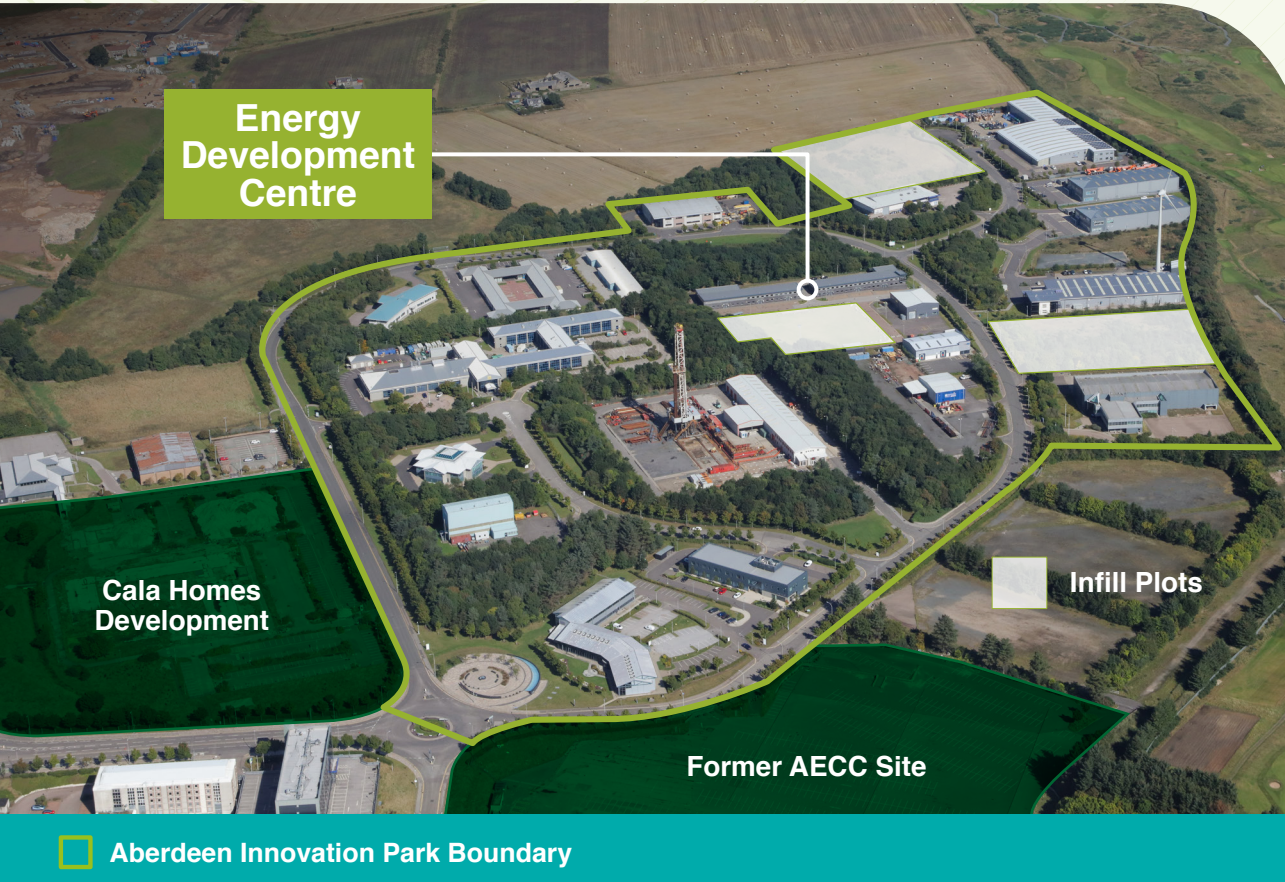 Energy
Development
Centre
Cala Homes
Development
Infill Plots
Former AECC Site
Aberdeen Innovation Park Boundary